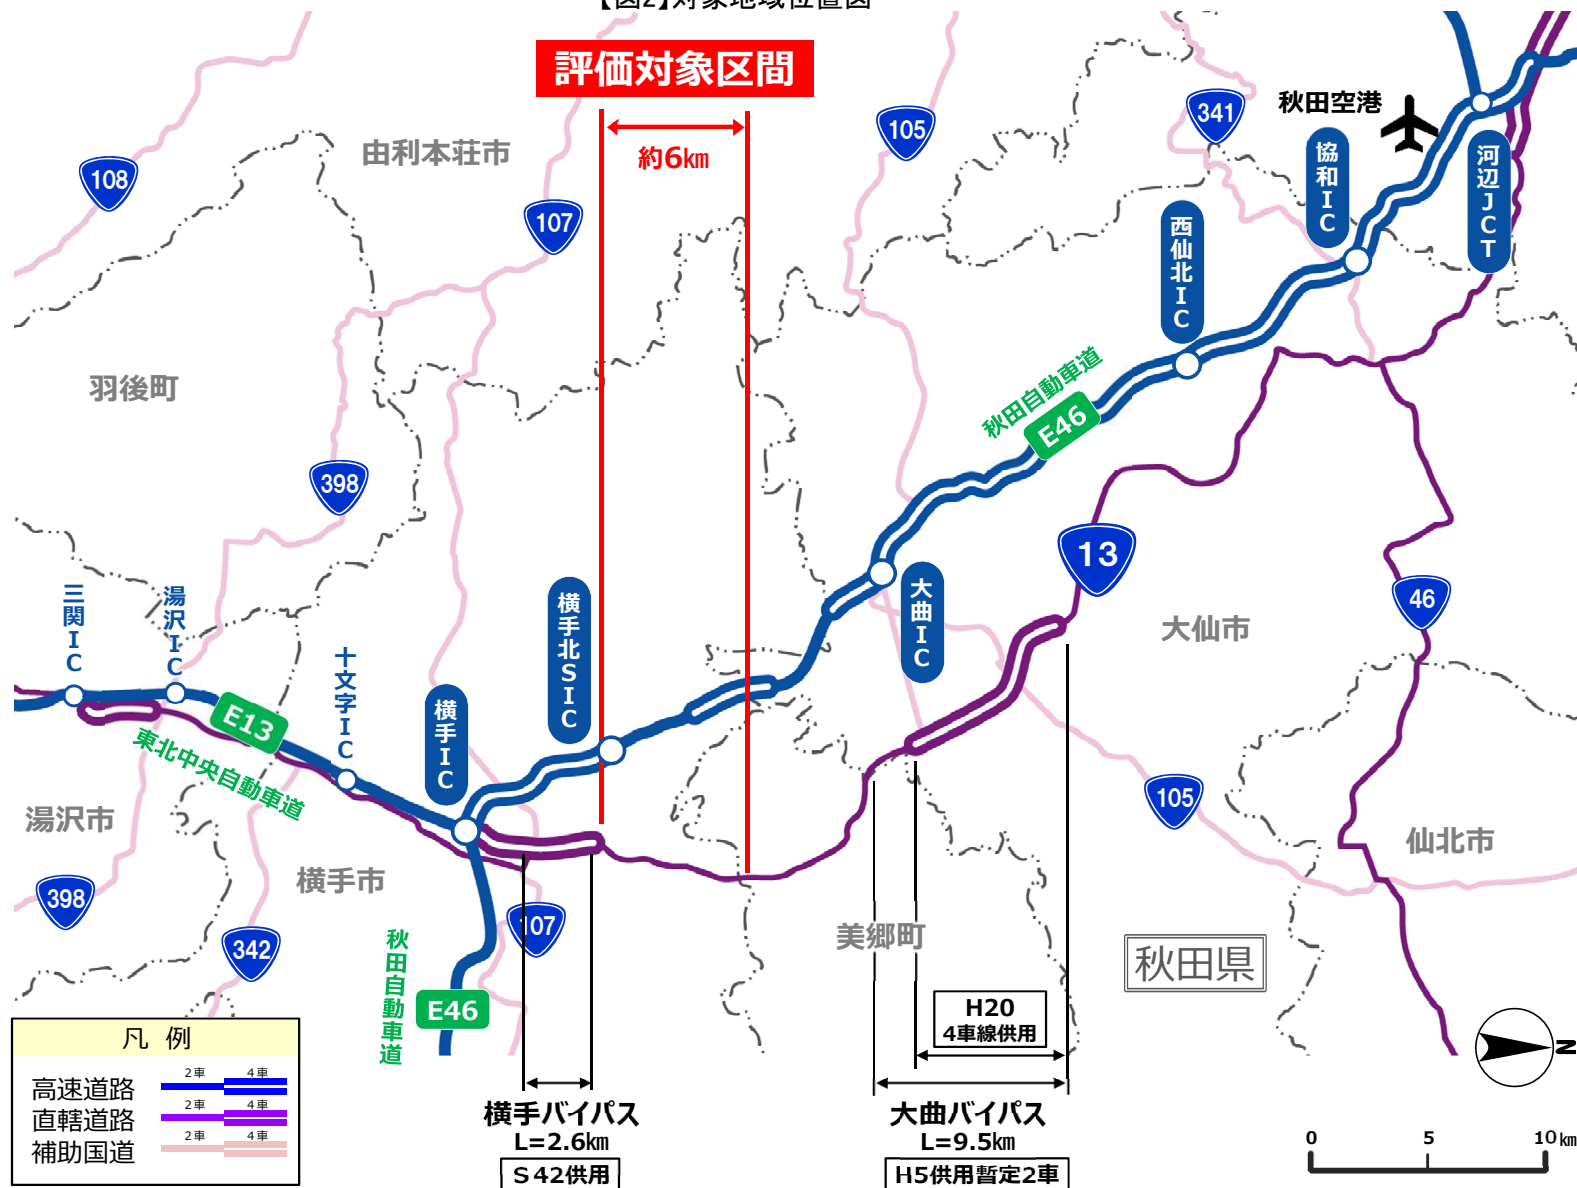 【図2】対象地域位置図
評価対象区間
約6km
秋田空港
341
105
協和IC
河辺JCT
由利本荘市
108
107
西仙北IC
羽後町
秋田自動車道
E46
398
13
三関IC
湯沢IC
横手北SIC
大曲IC
46
大仙市
十文字IC
横手IC
E13
東北中央自動車道
湯沢市
105
仙北市
横手市
398
107
342
美郷町
秋田県
秋田自動車道
E46
H20
4車線供用
N
凡 例
2車 4車
高速道路
2車 4車
直轄道路
2車 4車
補助国道
横手バイパス
L=2.6km
S42供用
大曲バイパス
L=9.5km
H5供用暫定2車
0 5 10km